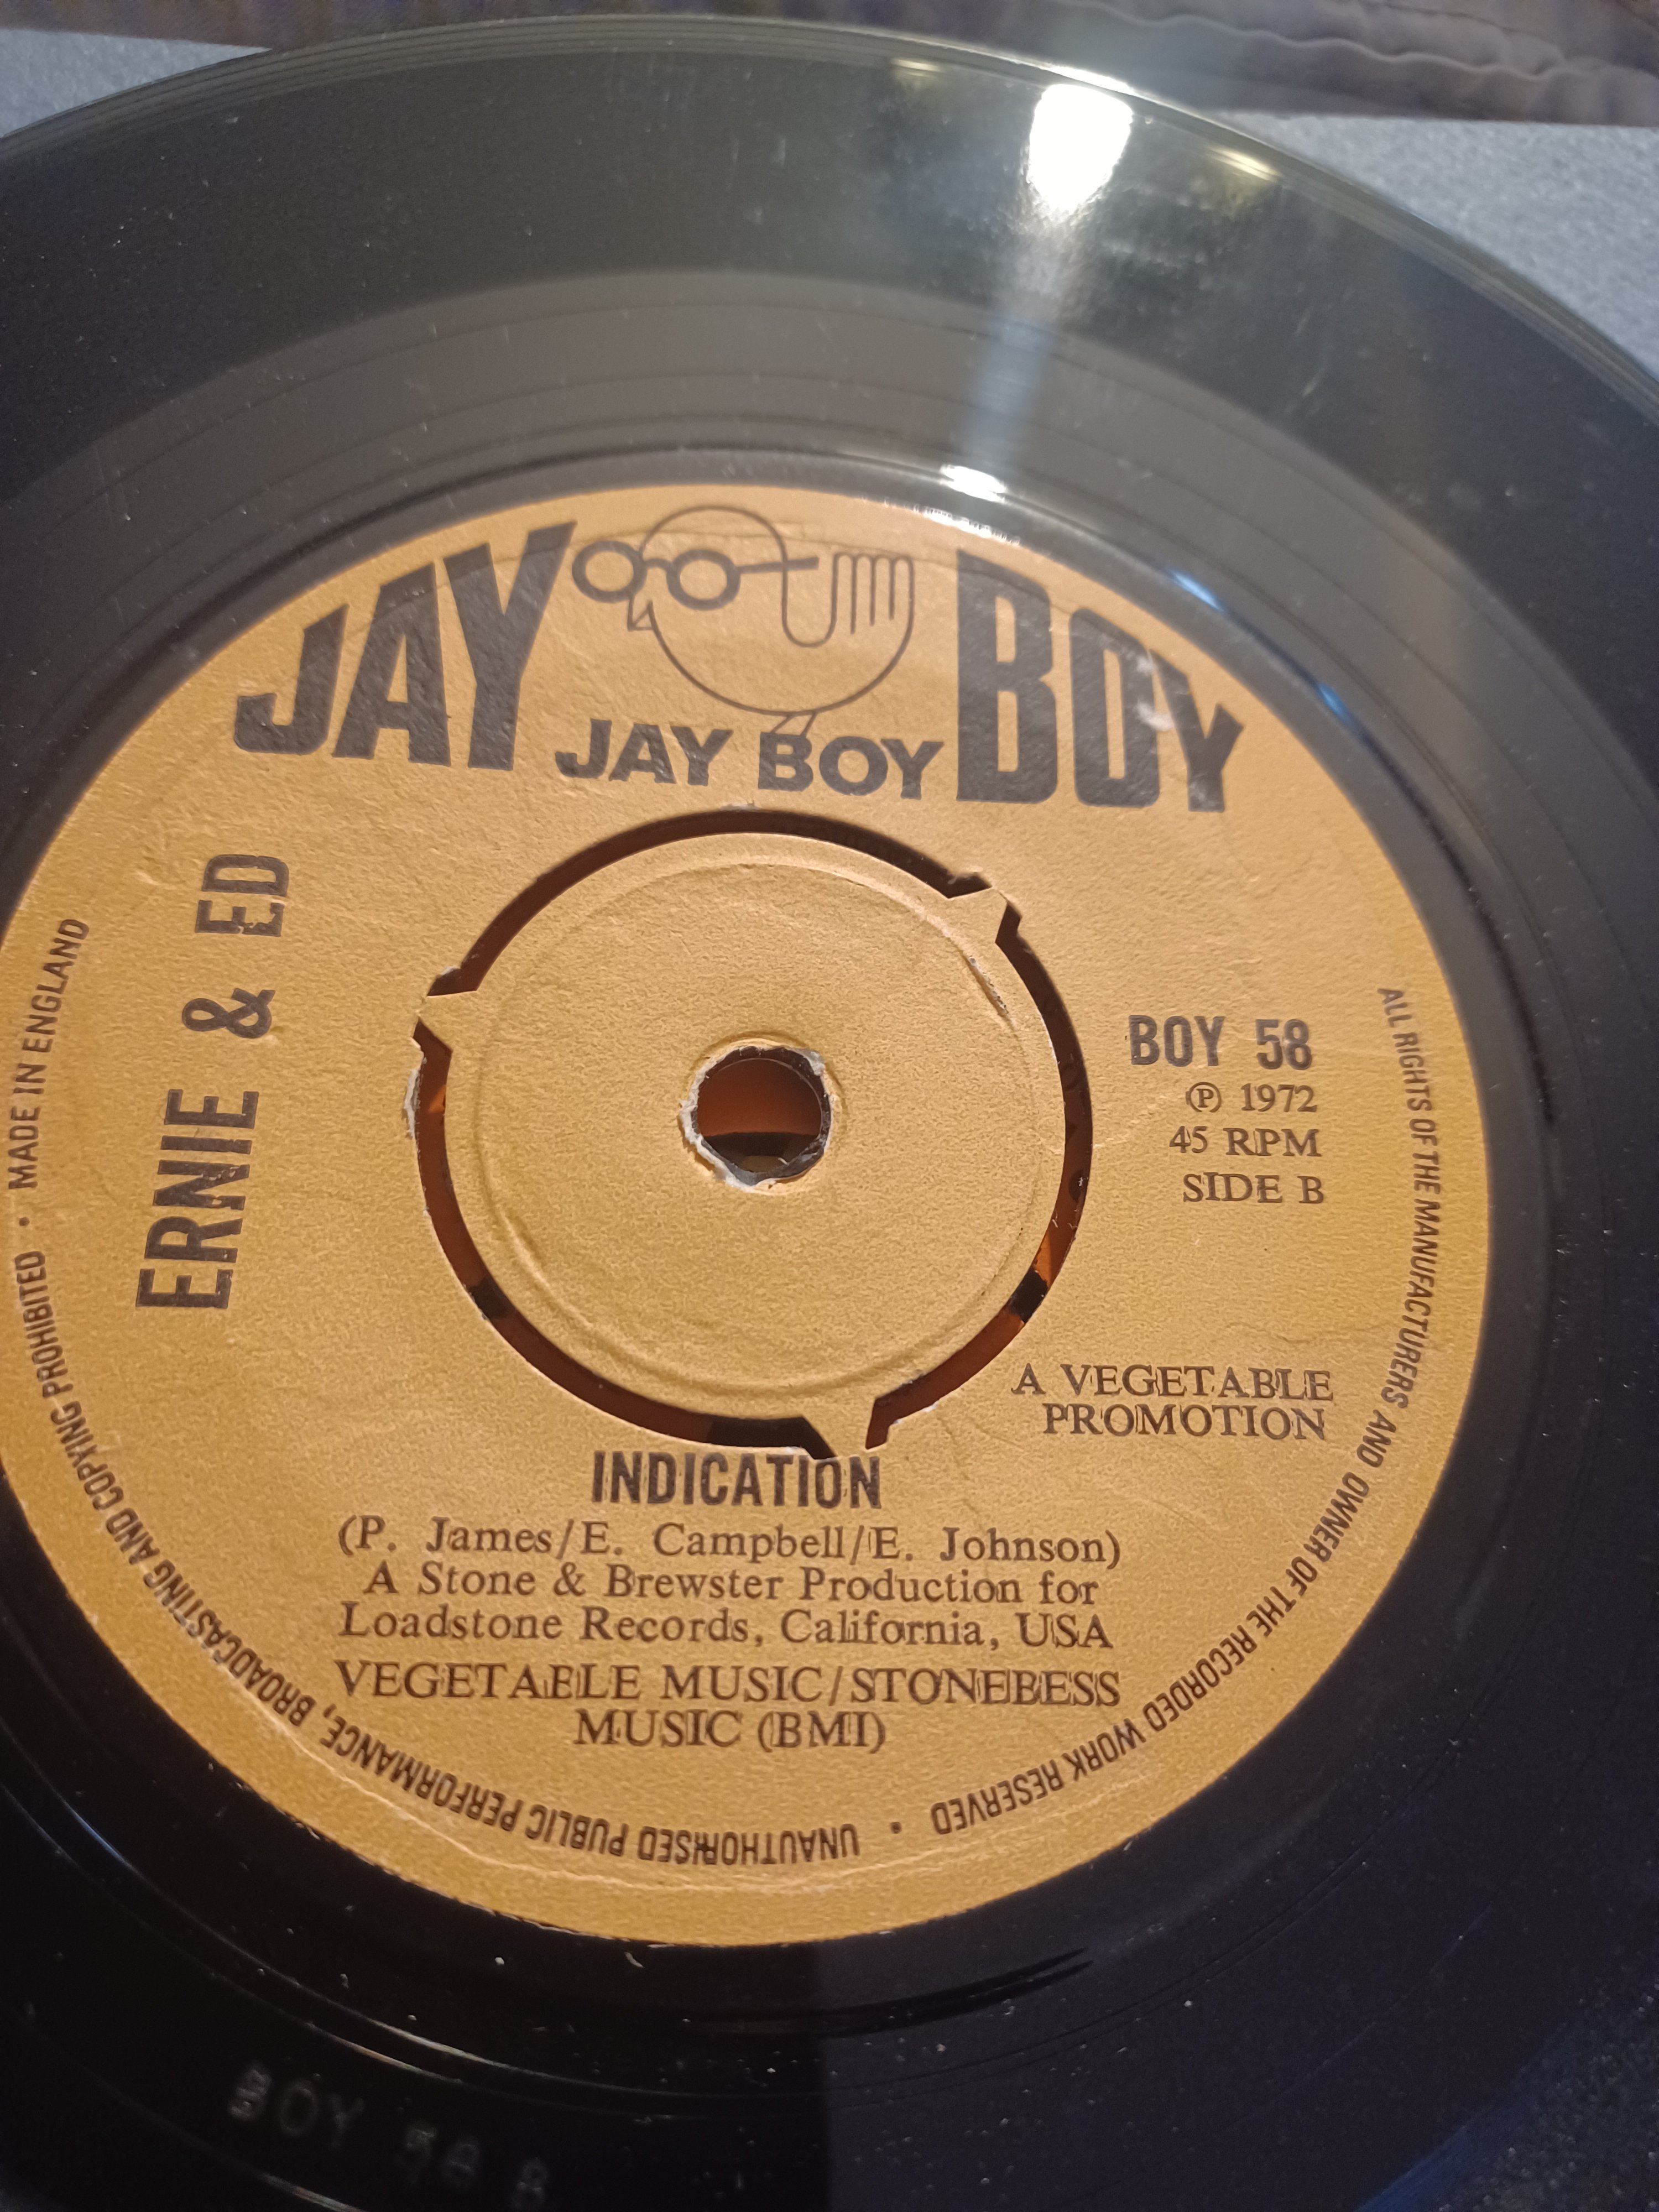 JAY BOY
JAY BOY
ERNIE & ED
BOY 58
Ⓟ 1972
45 RPM
SIDE B
A VEGETABLE
PROMOTION
INDICATION
(P. James/E. Campbell/E. Johnson)
A Stone & Brewster Production for
Loadstone Records, California, USA
VEGETABLE MUSIC/STONEBESS
MUSIC (BMI)
ALL RIGHTS OF THE MANUFACTURERS AND OWNER OF THE RECORDED WORK RESERVED • UNAUTHORISED PUBLIC PERFORMANCE, BROADCASTING AND COPYING PROHIBITED • MADE IN ENGLAND
BOY 58 B